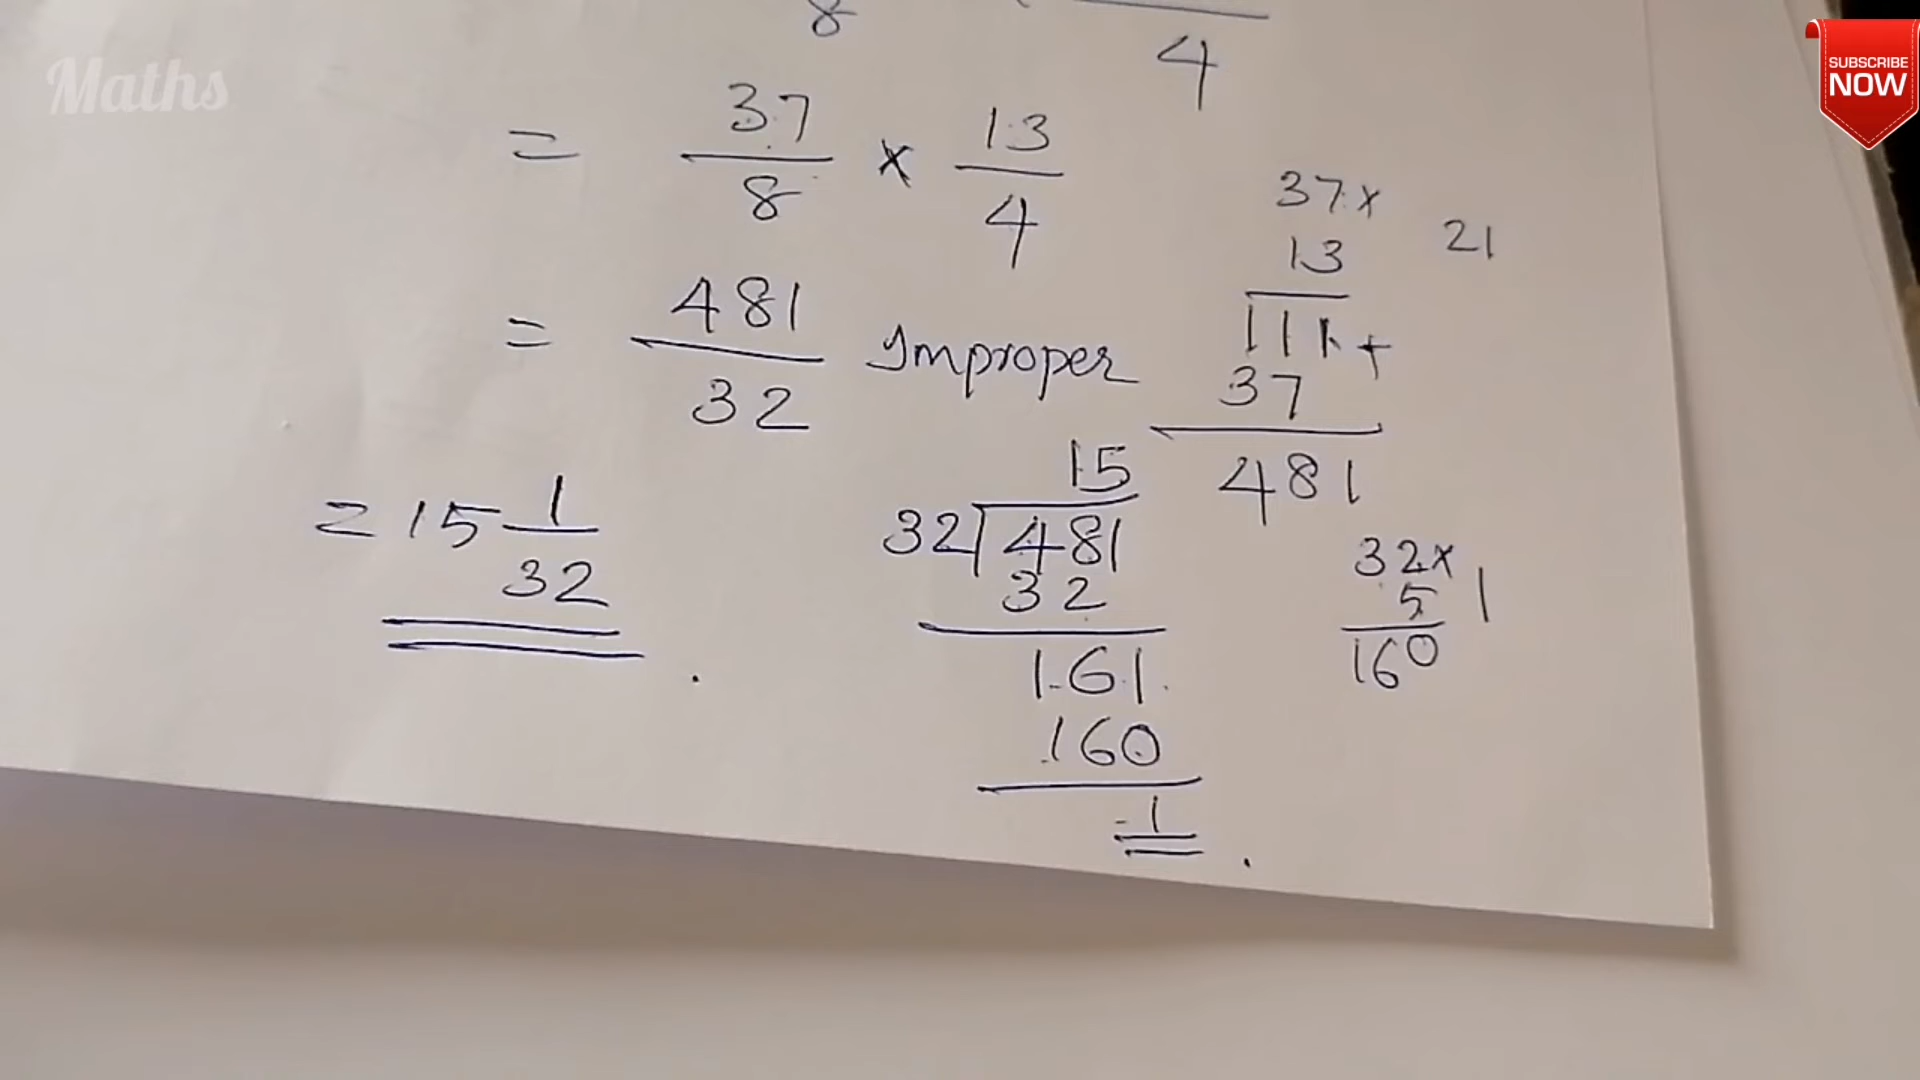 Maths
SUBSCRIBE
NOW
8
4
= 37/8 × 13/4
37 ×
13
21
111 +
37
481
= 481/32 Improper
15
32 481
32
161
160
1
32 ×
5 1
160
= 15 1/32